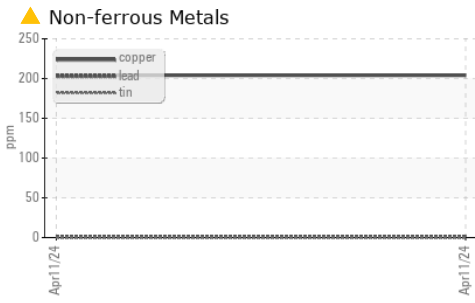 Non-ferrous Metals
250
200
150
100
50
0
ppm
copper
lead
tin
Apr11/24
Apr11/24